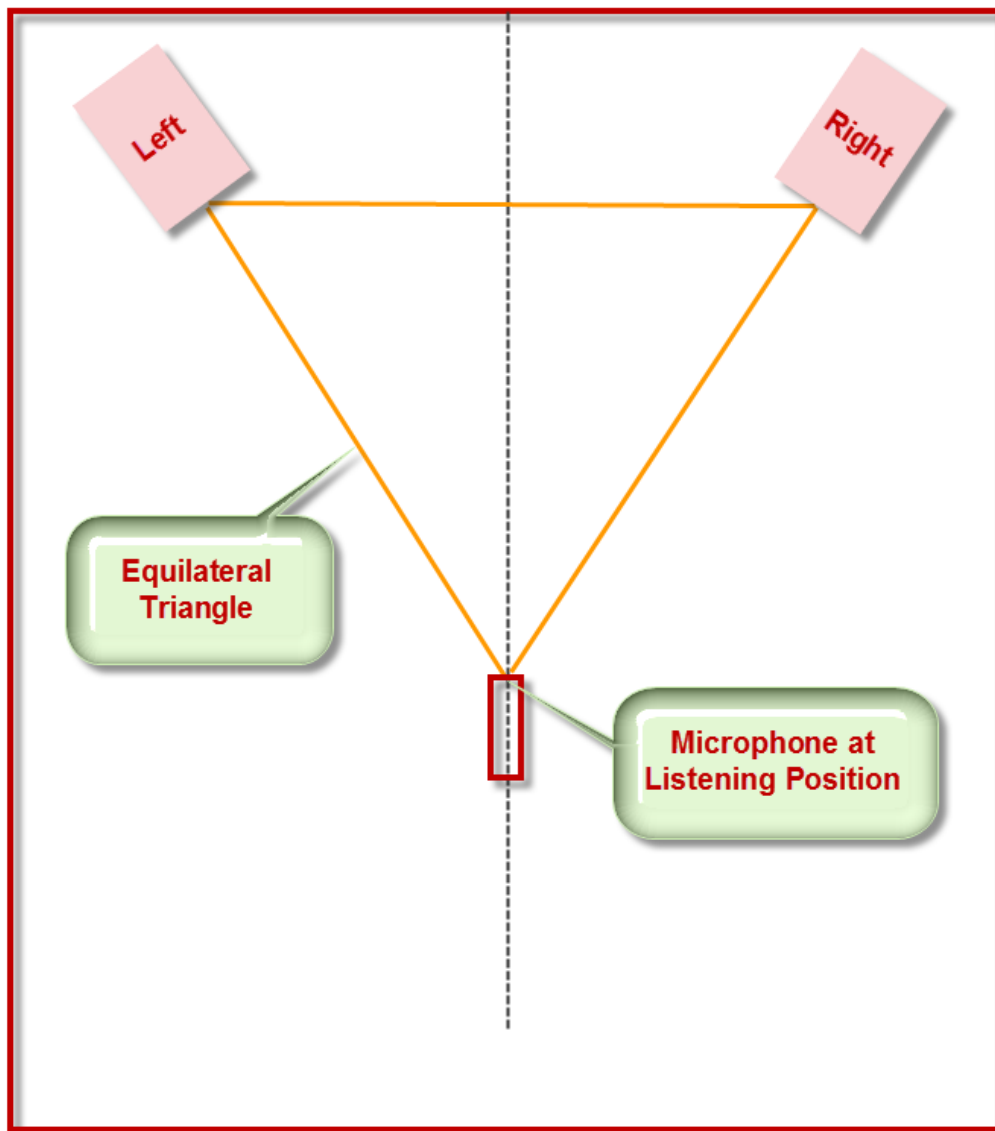 Left
Right
Equilateral
Triangle
Microphone at
Listening Position